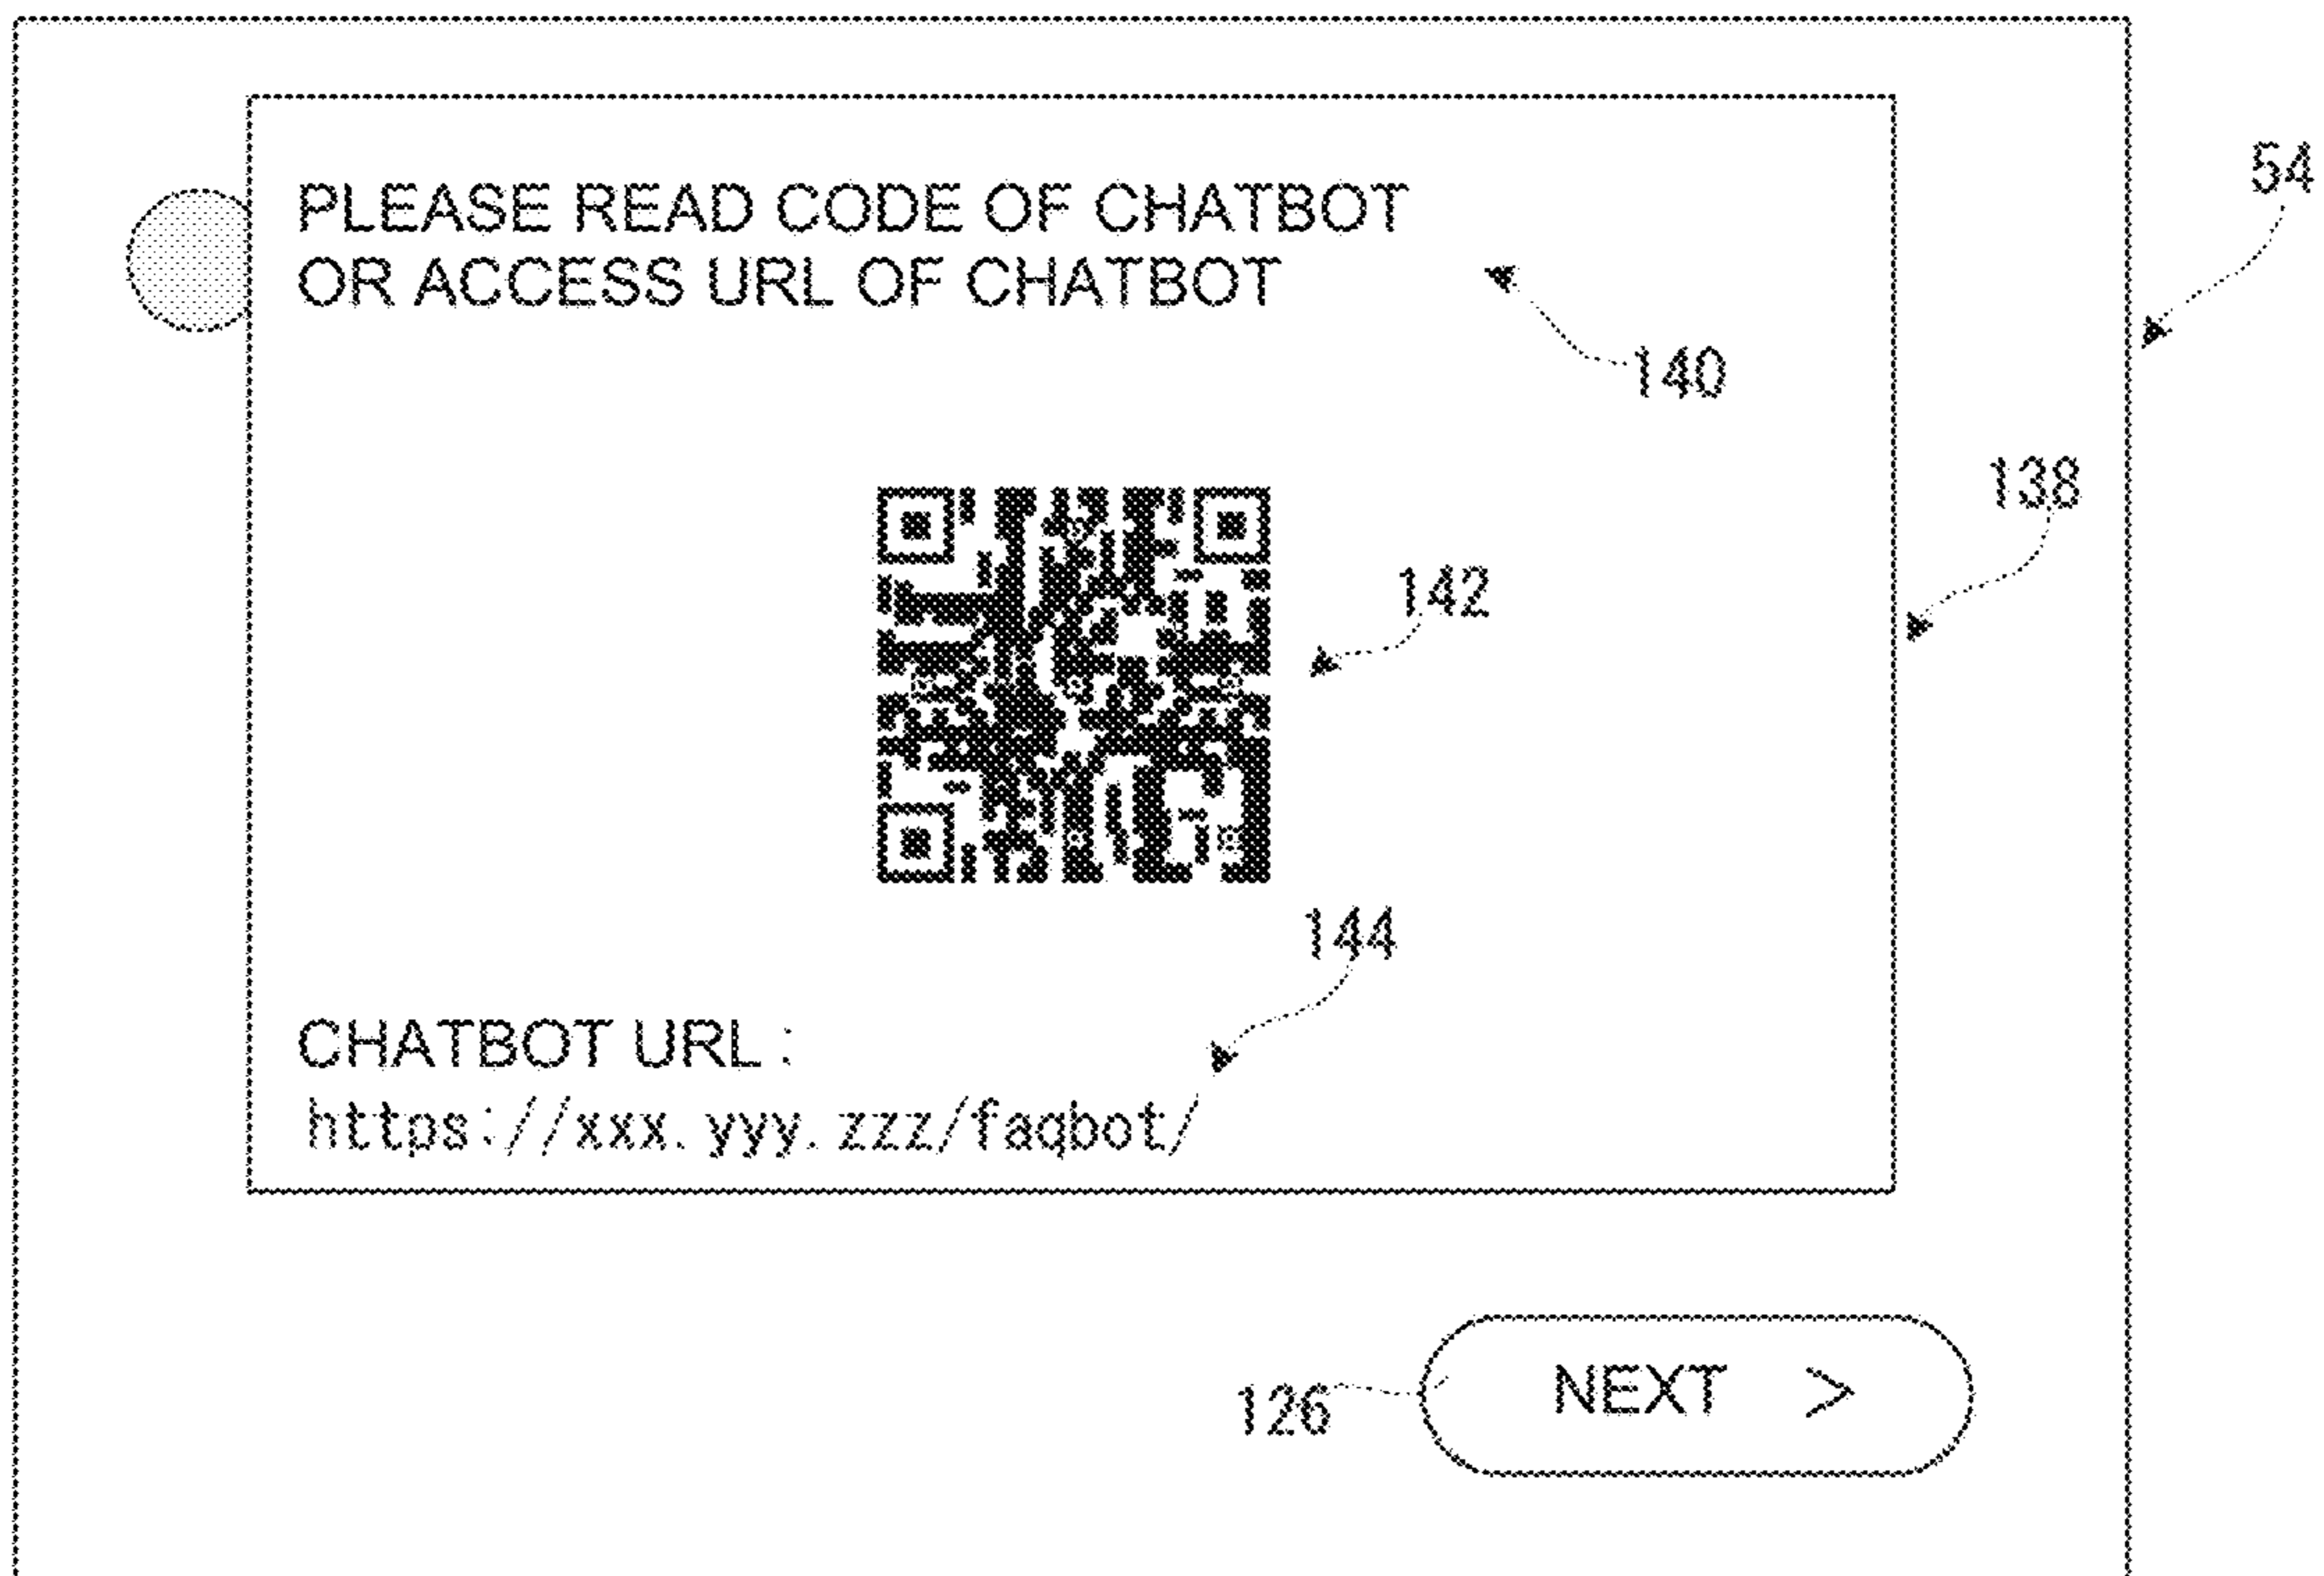 54
PLEASE READ CODE OF CHATBOT
OR ACCESS URL OF CHATBOT
140
138
142
144
CHATBOT URL :
https://xxx.yyy.zzz/faqbot/
126
NEXT >